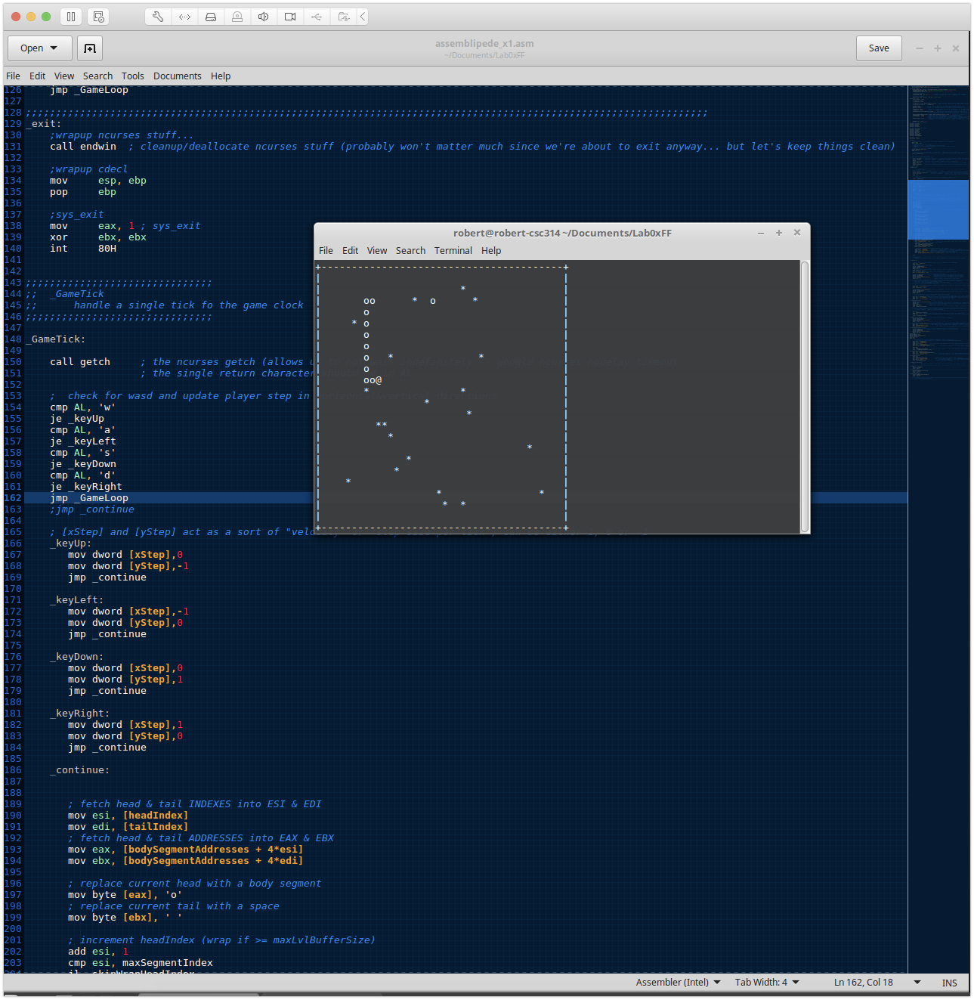 Open
assemblipede_x1.asm
~/Documents/Lab0xFF
Save
File Edit View Search Tools Documents Help
126 jmp _GameLoop
127
128 ;;;;;;;;;;;;;;;;;;;;;;;;;;;;;;;;;;;;;;;;;;;;;;;;;;;;;;;;;;;;;;;;;;;;;;;;;;;;;;;;;;;;;;;;;;;;;;;;;;;;;;;;;;;;;;;;;
129 _exit:
130 ;wrapup ncurses stuff...
131 call endwin ; cleanup/deallocate ncurses stuff (probably won't matter much since we're about to exit anyway... but let's keep things clean)
132
133 ;wrapup cdecl
134 mov esp, ebp
135 pop ebp
136
137 ;sys_exit
138 mov eax, 1 ; sys_exit
139 xor ebx, ebx
140 int 80H
141
142
143 ;;;;;;;;;;;;;;;;;;;;;;;;;;;;;;;
144 ;; _GameTick
145 ;; handle a single tick fo the game clock
146 ;;;;;;;;;;;;;;;;;;;;;;;;;;;;;;;
147
148 _GameTick:
149
150 call getch ; the ncurses getch (allows u
151 ; the single return character
152
153 ; check for wasd and update player step in
154 cmp AL, 'w'
155 je _keyUp
156 cmp AL, 'a'
157 je _keyLeft
158 cmp AL, 's'
159 je _keyDown
160 cmp AL, 'd'
161 je _keyRight
162 jmp _GameLoop
163 ;jmp _continue
164
165 ; [xStep] and [yStep] act as a sort of "vel
166 _keyUp:
167 mov dword [xStep],0
168 mov dword [yStep],-1
169 jmp _continue
170
171 _keyLeft:
172 mov dword [xStep],-1
173 mov dword [yStep],0
174 jmp _continue
175
176 _keyDown:
177 mov dword [xStep],0
178 mov dword [yStep],1
179 jmp _continue
180
181 _keyRight:
182 mov dword [xStep],1
183 mov dword [yStep],0
184 jmp _continue
185
186 _continue:
187
188
189 ; fetch head & tail INDEXES into ESI & EDI
190 mov esi, [headIndex]
191 mov edi, [tailIndex]
192 ; fetch head & tail ADDRESSES into EAX & EBX
193 mov eax, [bodySegmentAddresses + 4*esi]
194 mov ebx, [bodySegmentAddresses + 4*edi]
195
196 ; replace current head with a body segment
197 mov byte [eax], 'o'
198 ; replace current tail with a space
199 mov byte [ebx], ' '
200
201 ; increment headIndex (wrap if >= maxLvlBufferSize)
202 add esi, 1
203 cmp esi, maxSegmentIndex
robert@robert-csc314 ~/Documents/Lab0xFF
File Edit View Search Terminal Help
+----------------------------------------+
| |
| * |
| oo * o * |
| o |
| * o |
| o |
| o |
| o * * |
| o |
| oo@ |
| * * |
| * |
| * |
| ** |
| * |
| * |
| * |
| * |
| * |
| * * |
| * * |
| |
+----------------------------------------+
Assembler (Intel) Tab Width: 4 Ln 162, Col 18 INS